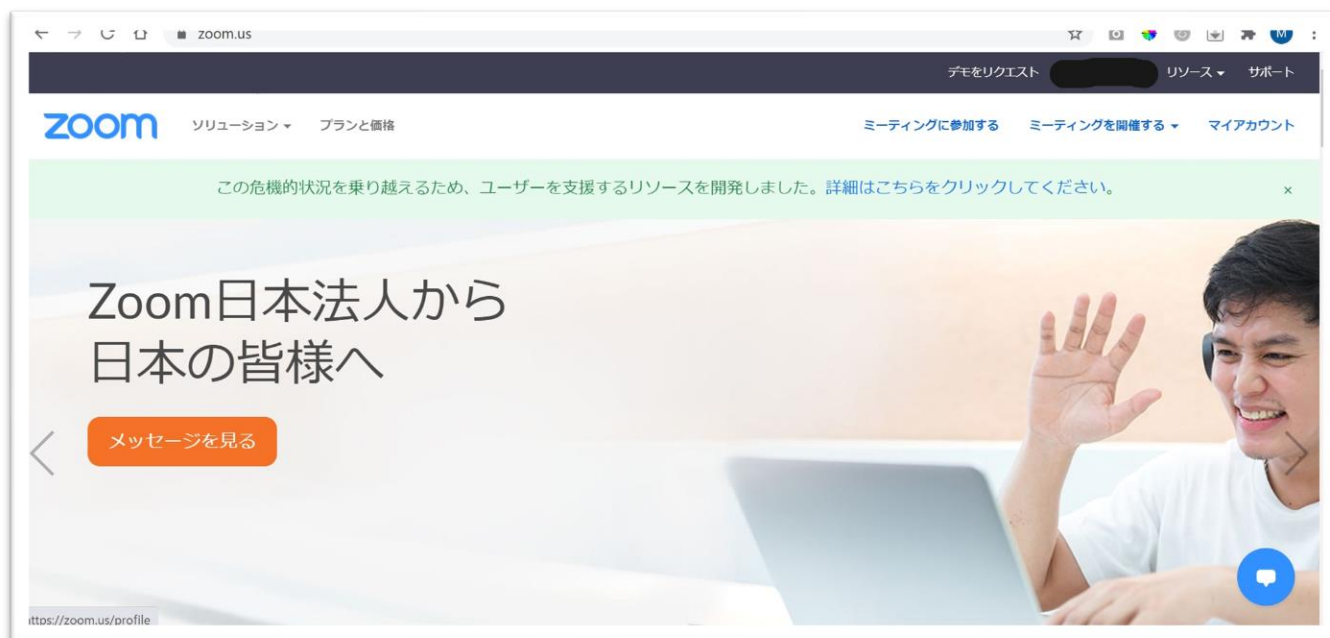 zoom.us
M
デモをリクエスト リソース サポート
zoom ソリューション プランと価格 ミーティングに参加する ミーティングを開催する マイアカウント
この危機的状況を乗り越えるため、ユーザーを支援するリソースを開発しました。詳細はこちらをクリックしてください。 ×
Zoom日本法人から
日本の皆様へ
メッセージを見る
https://zoom.us/profile